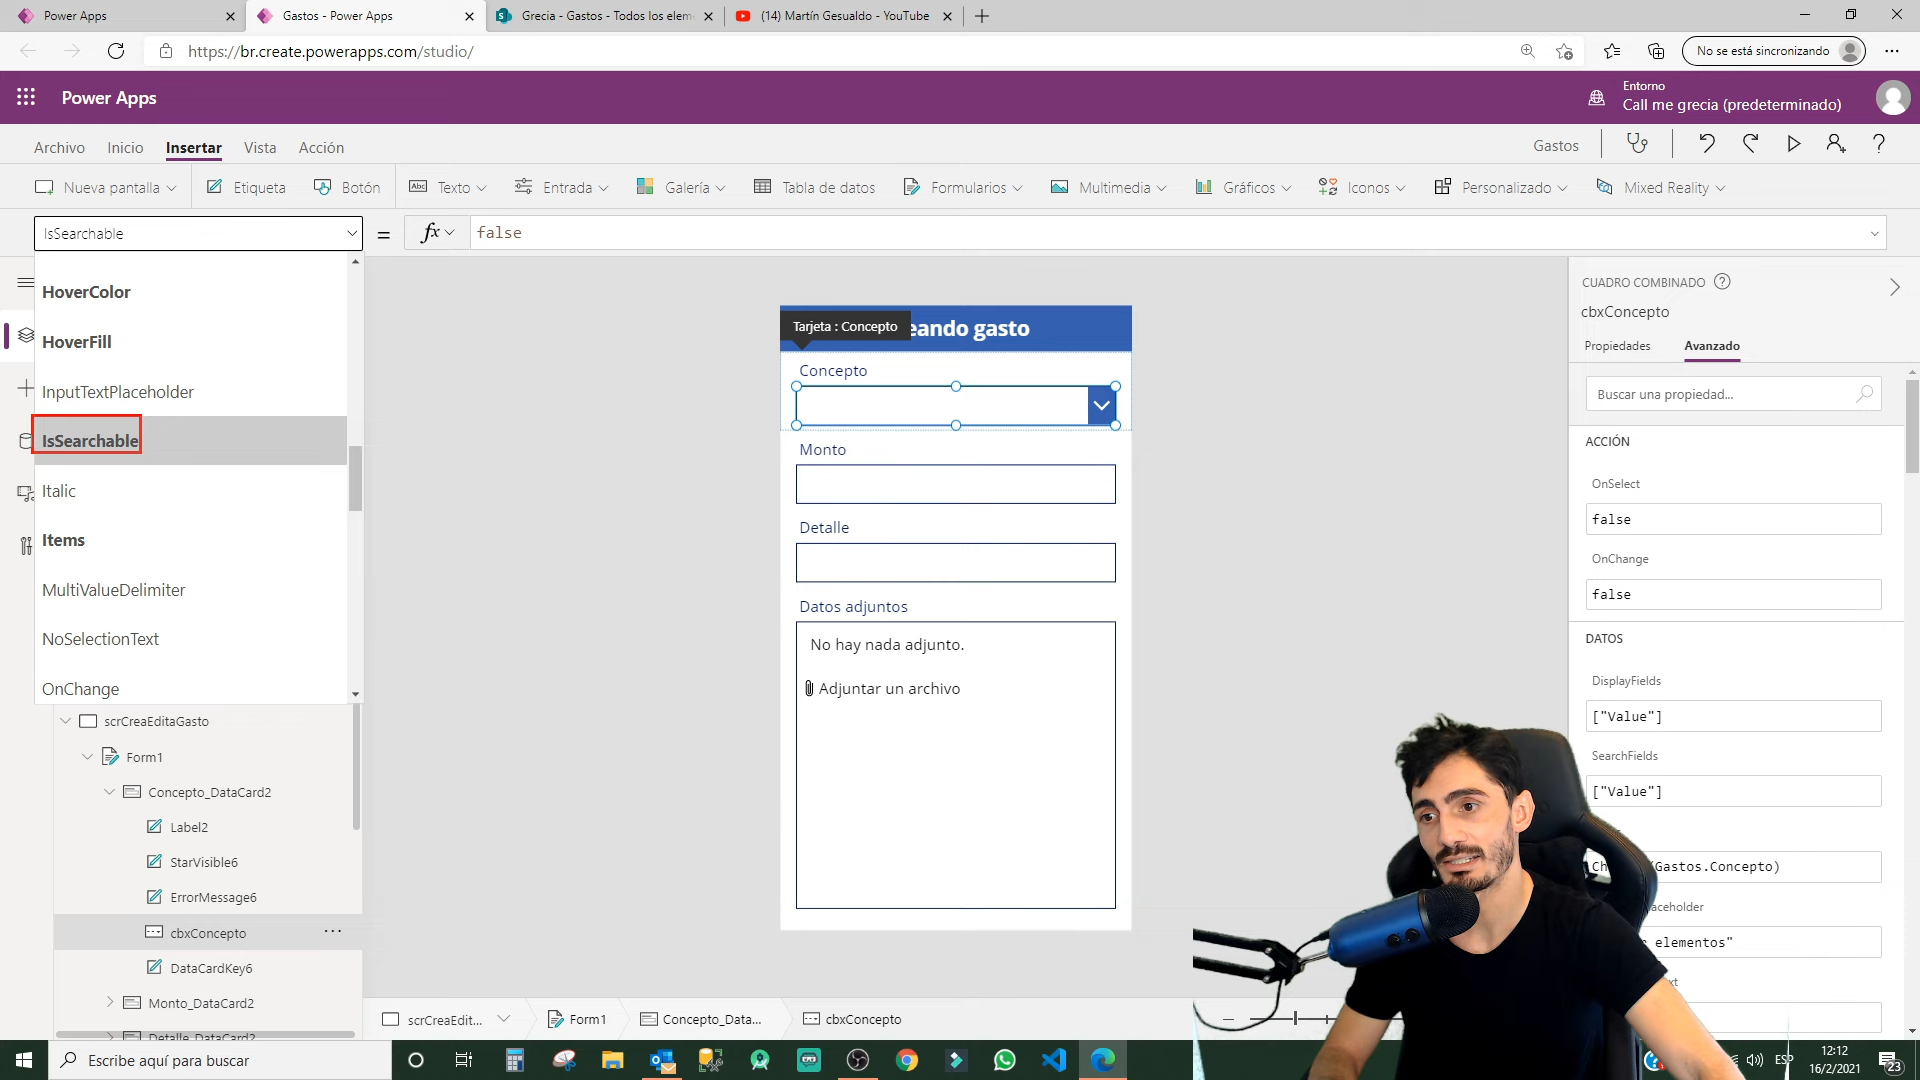 Power Apps
Gastos - Power Apps
Grecia - Gastos - Todos los elem
(14) Martín Gesualdo - YouTube
https://br.create.powerapps.com/studio/
No se está sincronizando
Power Apps
Entorno
Call me grecia (predeterminado)
Archivo Inicio Insertar Vista Acción
Gastos
Nueva pantalla Etiqueta Botón Texto Entrada Galería Tabla de datos Formularios Multimedia Gráficos Iconos Personalizado Mixed Reality
IsSearchable = fx false
HoverColor
HoverFill
InputTextPlaceholder
IsSearchable
Italic
Items
MultiValueDelimiter
NoSelectionText
OnChange
scrCreaEditaGasto
Form1
Concepto_DataCard2
Label2
StarVisible6
ErrorMessage6
cbxConcepto
DataCardKey6
Monto_DataCard2
Detalle_DataCard2
Tarjeta : Concepto
eando gasto
Concepto
Monto
Detalle
Datos adjuntos
No hay nada adjunto.
Adjuntar un archivo
scrCreaEdit... Form1 Concepto_Data... cbxConcepto
CUADRO COMBINADO
cbxConcepto
Propiedades Avanzado
Buscar una propiedad...
ACCIÓN
OnSelect
false
OnChange
false
DATOS
DisplayFields
["Value"]
SearchFields
["Value"]
(Gastos.Concepto)
aceholder
elementos"
xt
Escribe aquí para buscar
ESP
12:12
16/2/2021
23